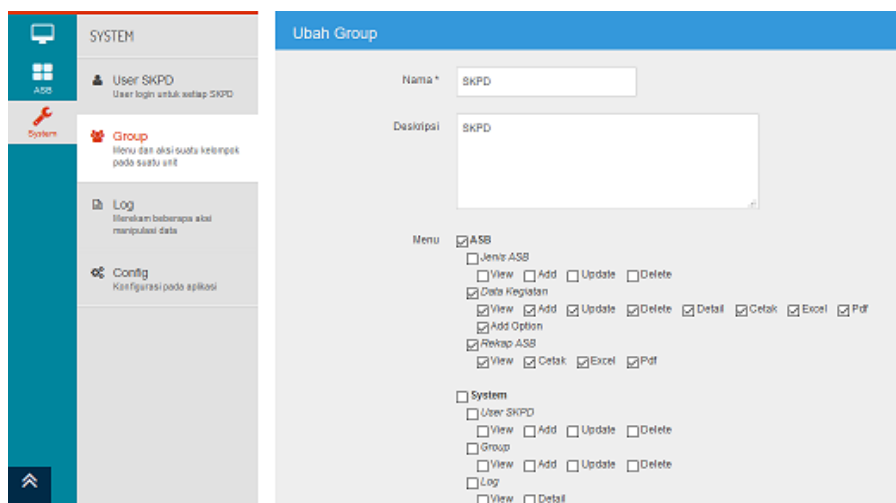 ASB
System
SYSTEM
User SKPD
User login untuk setiap SKPD
Group
Menu dan aksi suatu kelompok
pada suatu unit
Log
Merekam beberapa aksi
manipulasi data
Config
Konfigurasi pada aplikasi
Ubah Group
Nama *
SKPD
Deskripsi
SKPD
Menu
ASB
Jenis ASB
View Add Update Delete
Data Kegiatan
View Add Update Delete Detail Cetak Excel Pdf
Add Option
Rekap ASB
View Cetak Excel Pdf
System
User SKPD
View Add Update Delete
Group
View Add Update Delete
Log
View Detail